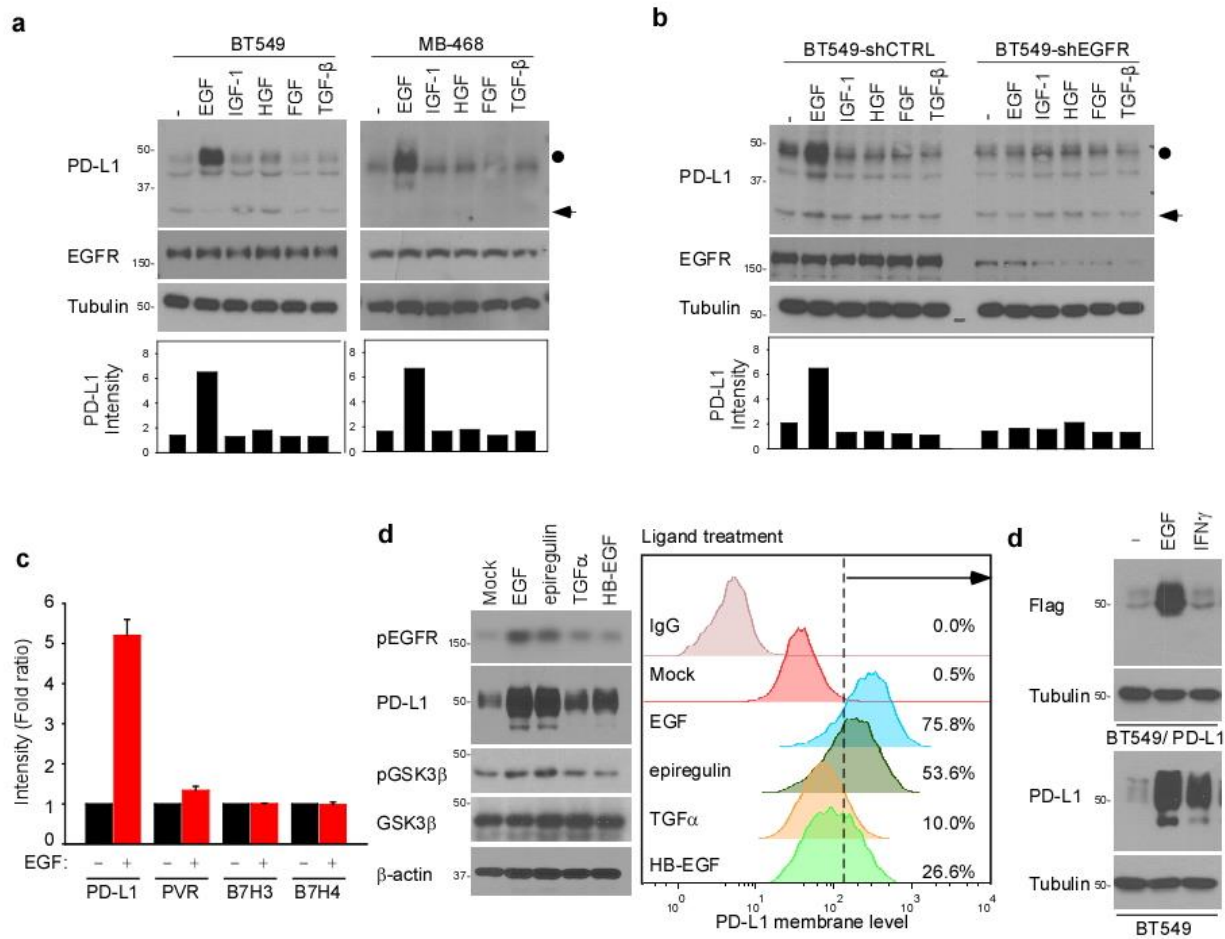 a
BT549
MB-468
- EGF IGF-1 HGF FGF TGF-β
- EGF IGF-1 HGF FGF TGF-β
PD-L1
50-
37-
EGFR
150-
Tubulin
50-
PD-L1 Intensity
8
6
4
2
0
8
6
4
2
0
b
BT549-shCTRL
BT549-shEGFR
- EGF IGF-1 HGF FGF TGF-β
- EGF IGF-1 HGF FGF TGF-β
PD-L1
50-
37-
EGFR
150-
Tubulin
50-
PD-L1 Intensity
8
6
4
2
0
c
Intensity (Fold ratio)
6
5
4
3
2
1
0
EGF: - + - + - + - +
PD-L1 PVR B7H3 B7H4
d
Mock EGF epiregulin TGFα HB-EGF
pEGFR
150-
PD-L1
50-
pGSK3β
50-
GSK3β
50-
β-actin
37-
Ligand treatment
IgG 0.0%
Mock 0.5%
EGF 75.8%
epiregulin 53.6%
TGFα 10.0%
HB-EGF 26.6%
10⁰ 10¹ 10² 10³ 10⁴
PD-L1 membrane level
d
– EGF IFNγ
Flag
50-
Tubulin 50-
BT549/ PD-L1
PD-L1
50-
Tubulin 50-
BT549